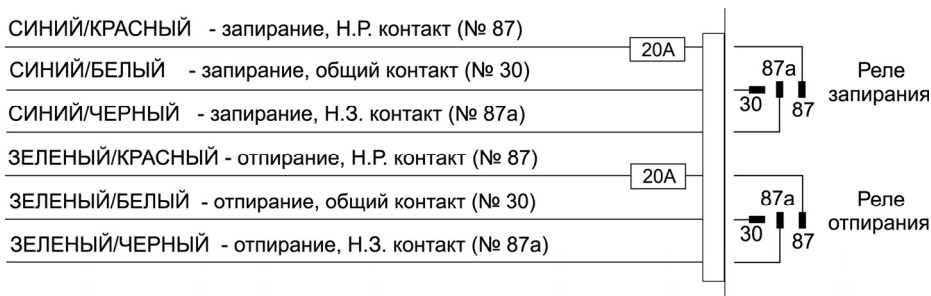 СИНИЙ/КРАСНЫЙ - запирание, Н.Р. контакт (№ 87)
20А
СИНИЙ/БЕЛЫЙ - запирание, общий контакт (№ 30)
СИНИЙ/ЧЕРНЫЙ - запирание, Н.З. контакт (№ 87а)
87а
30
87
Реле
запирания
ЗЕЛЕНЫЙ/КРАСНЫЙ - отпирание, Н.Р. контакт (№ 87)
20А
ЗЕЛЕНЫЙ/БЕЛЫЙ - отпирание, общий контакт (№ 30)
ЗЕЛЕНЫЙ/ЧЕРНЫЙ - отпирание, Н.З. контакт (№ 87а)
87а
30
87
Реле
отпирания